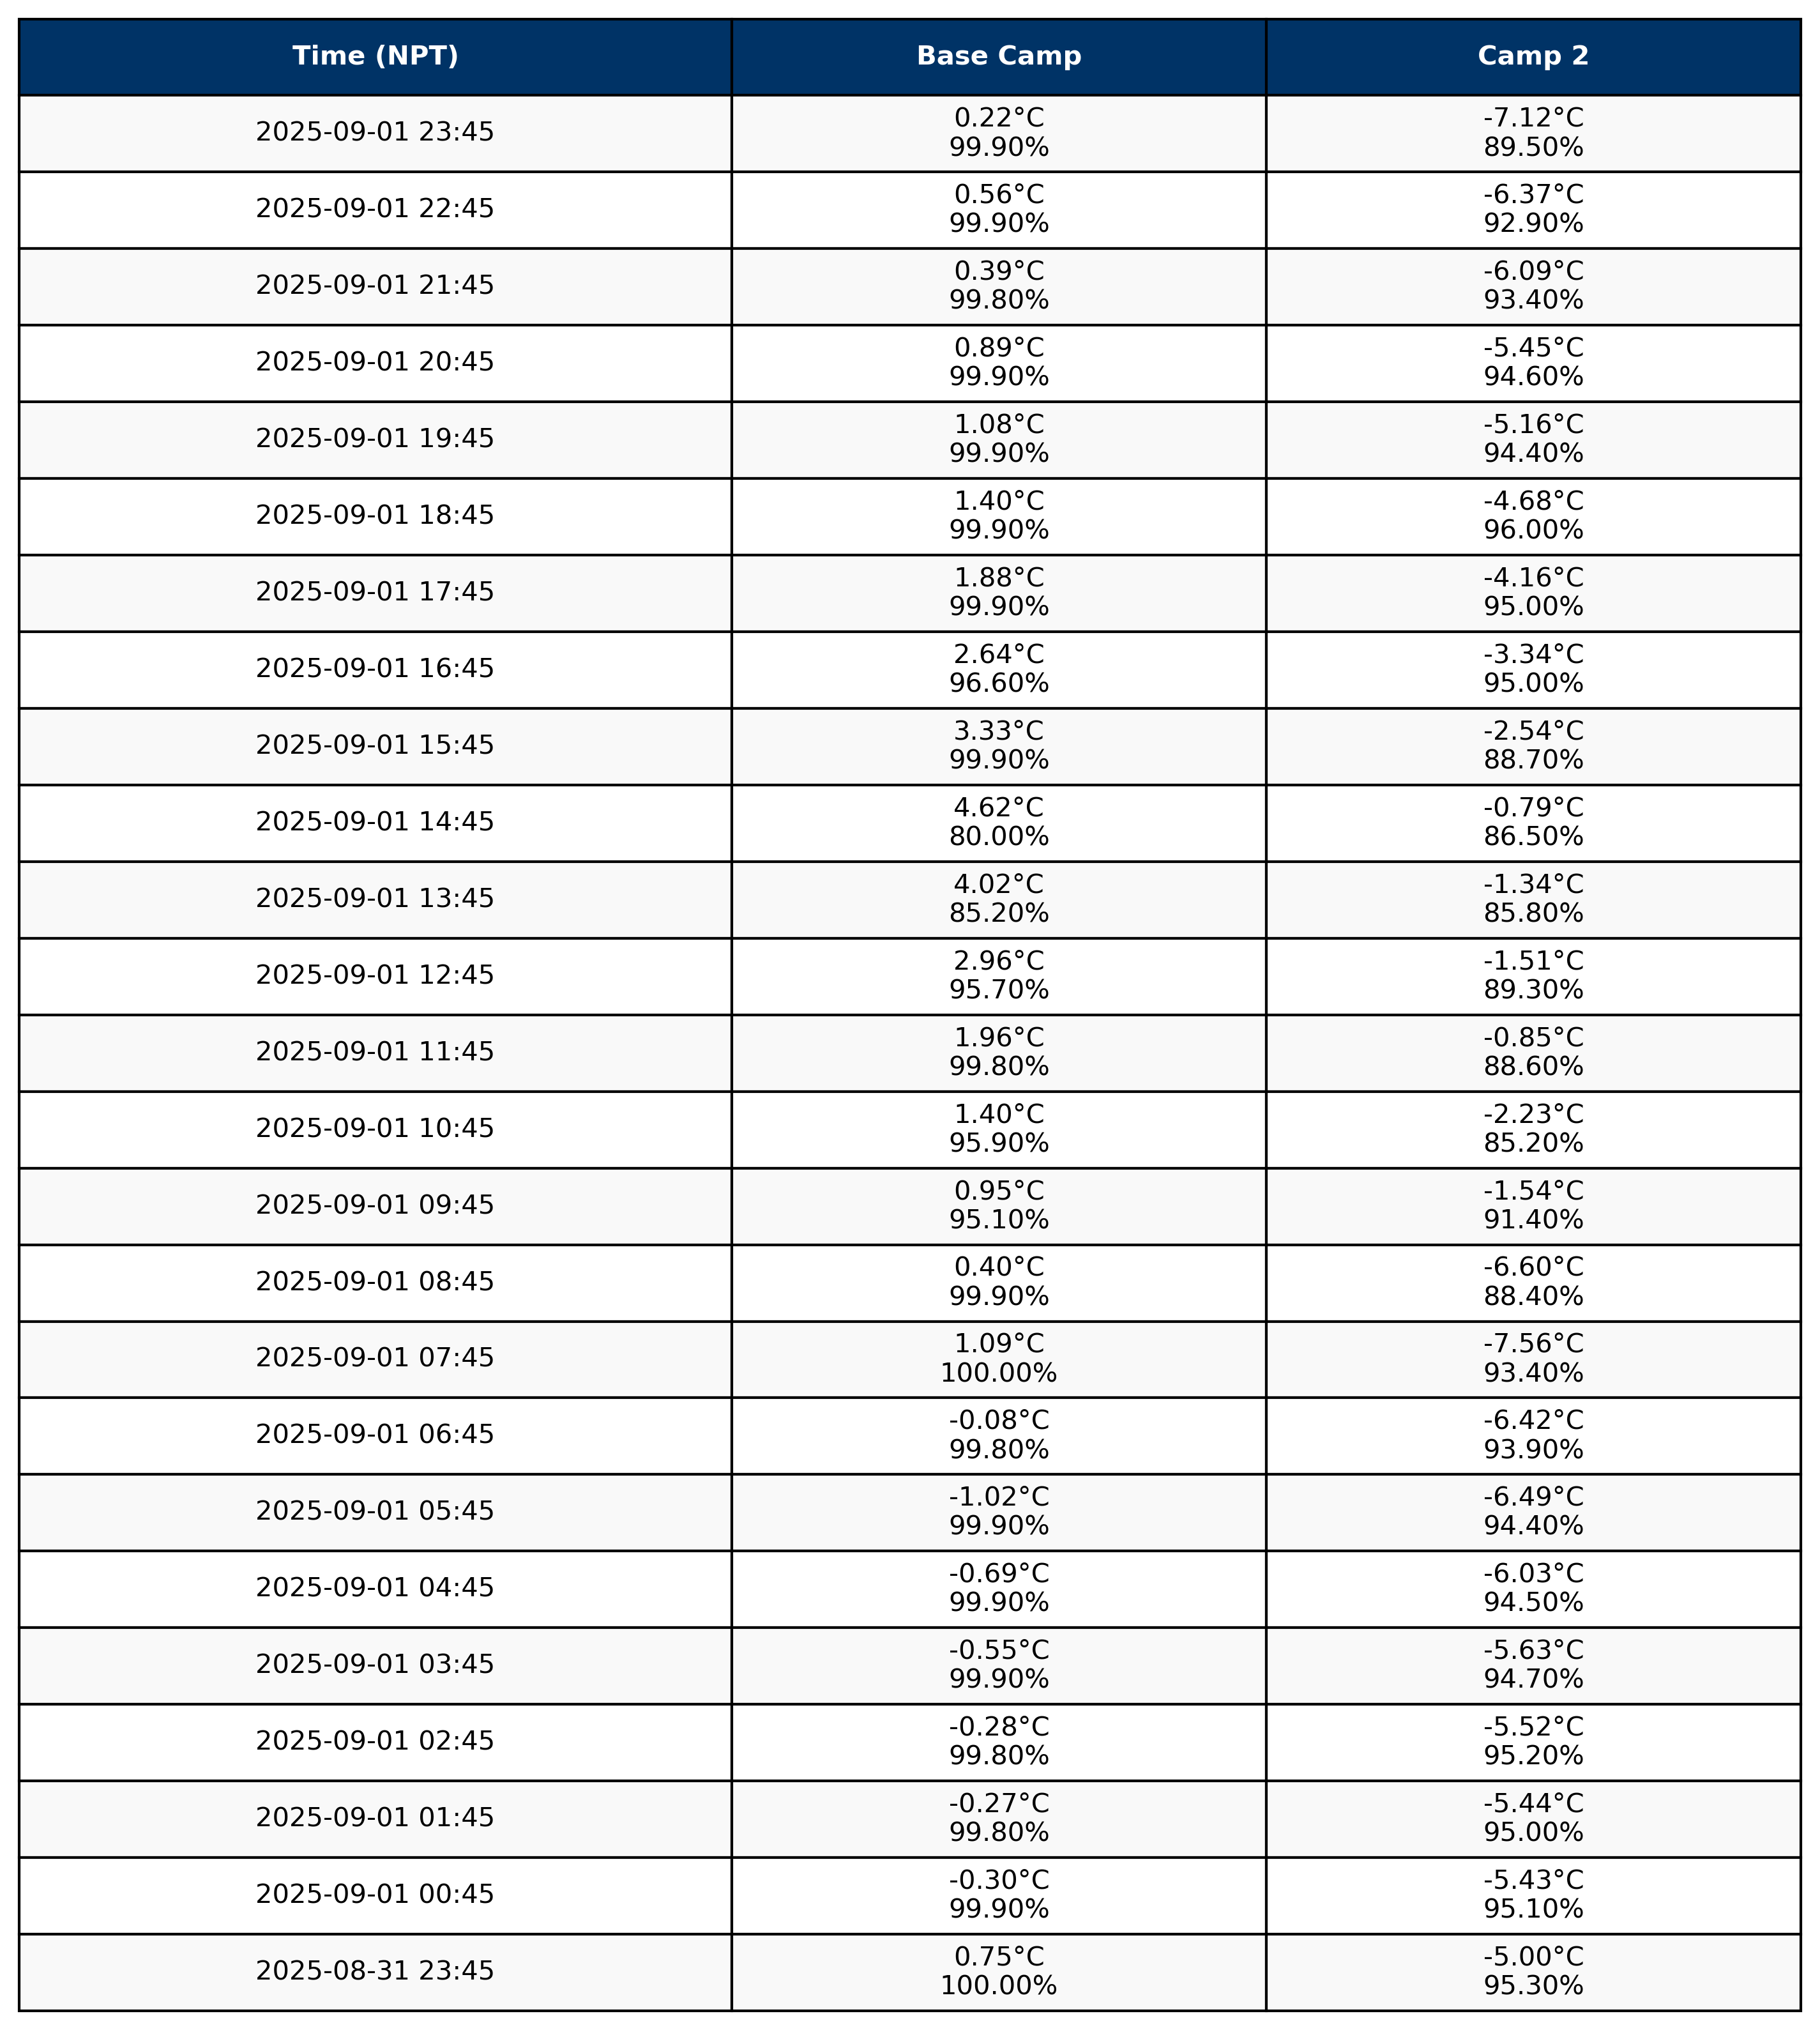 Time (NPT) Base Camp Camp 2
2025-09-01 23:45 0.22°C -7.12°C
99.90% 89.50%
2025-09-01 22:45 0.56°C -6.37°C
99.90% 92.90%
2025-09-01 21:45 0.39°C -6.09°C
99.80% 93.40%
2025-09-01 20:45 0.89°C -5.45°C
99.90% 94.60%
2025-09-01 19:45 1.08°C -5.16°C
99.90% 94.40%
2025-09-01 18:45 1.40°C -4.68°C
99.90% 96.00%
2025-09-01 17:45 1.88°C -4.16°C
99.90% 95.00%
2025-09-01 16:45 2.64°C -3.34°C
96.60% 95.00%
2025-09-01 15:45 3.33°C -2.54°C
99.90% 88.70%
2025-09-01 14:45 4.62°C -0.79°C
80.00% 86.50%
2025-09-01 13:45 4.02°C -1.34°C
85.20% 85.80%
2025-09-01 12:45 2.96°C -1.51°C
95.70% 89.30%
2025-09-01 11:45 1.96°C -0.85°C
99.80% 88.60%
2025-09-01 10:45 1.40°C -2.23°C
95.90% 85.20%
2025-09-01 09:45 0.95°C -1.54°C
95.10% 91.40%
2025-09-01 08:45 0.40°C -6.60°C
99.90% 88.40%
2025-09-01 07:45 1.09°C -7.56°C
100.00% 93.40%
2025-09-01 06:45 -0.08°C -6.42°C
99.80% 93.90%
2025-09-01 05:45 -1.02°C -6.49°C
99.90% 94.40%
2025-09-01 04:45 -0.69°C -6.03°C
99.90% 94.50%
2025-09-01 03:45 -0.55°C -5.63°C
99.90% 94.70%
2025-09-01 02:45 -0.28°C -5.52°C
99.80% 95.20%
2025-09-01 01:45 -0.27°C -5.44°C
99.80% 95.00%
2025-09-01 00:45 -0.30°C -5.43°C
99.90% 95.10%
2025-08-31 23:45 0.75°C -5.00°C
100.00% 95.30%